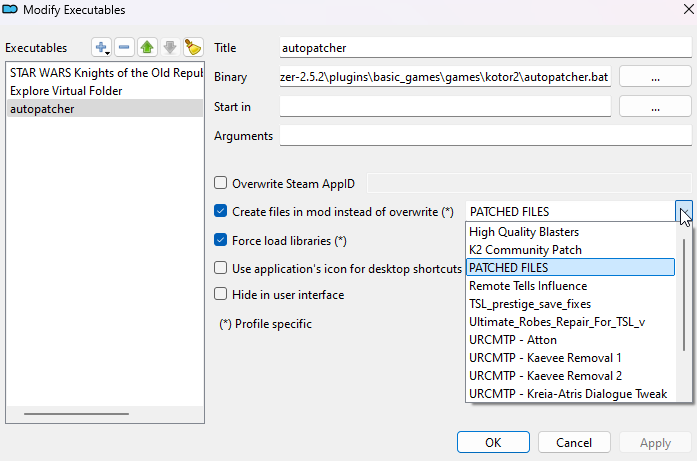 Modify Executables
Executables
Title
autopatcher
STAR WARS Knights of the Old Repu
Explore Virtual Folder
autopatcher
Binary
zer-2.5.2\plugins\basic_games\games\kotor2\autopatcher.bat
...
Start in
...
Arguments
Overwrite Steam AppID
Create files in mod instead of overwrite (*)
PATCHED FILES
Force load libraries (*)
Use application's icon for desktop shortcuts
Hide in user interface
(*) Profile specific
High Quality Blasters
K2 Community Patch
PATCHED FILES
Remote Tells Influence
TSL_prestige_save_fixes
Ultimate_Robes_Repair_For_TSL_v
URCMTP - Atton
URCMTP - Kaevee Removal 1
URCMTP - Kaevee Removal 2
URCMTP - Kreia-Atris Dialogue Tweak
OK
Cancel
Apply